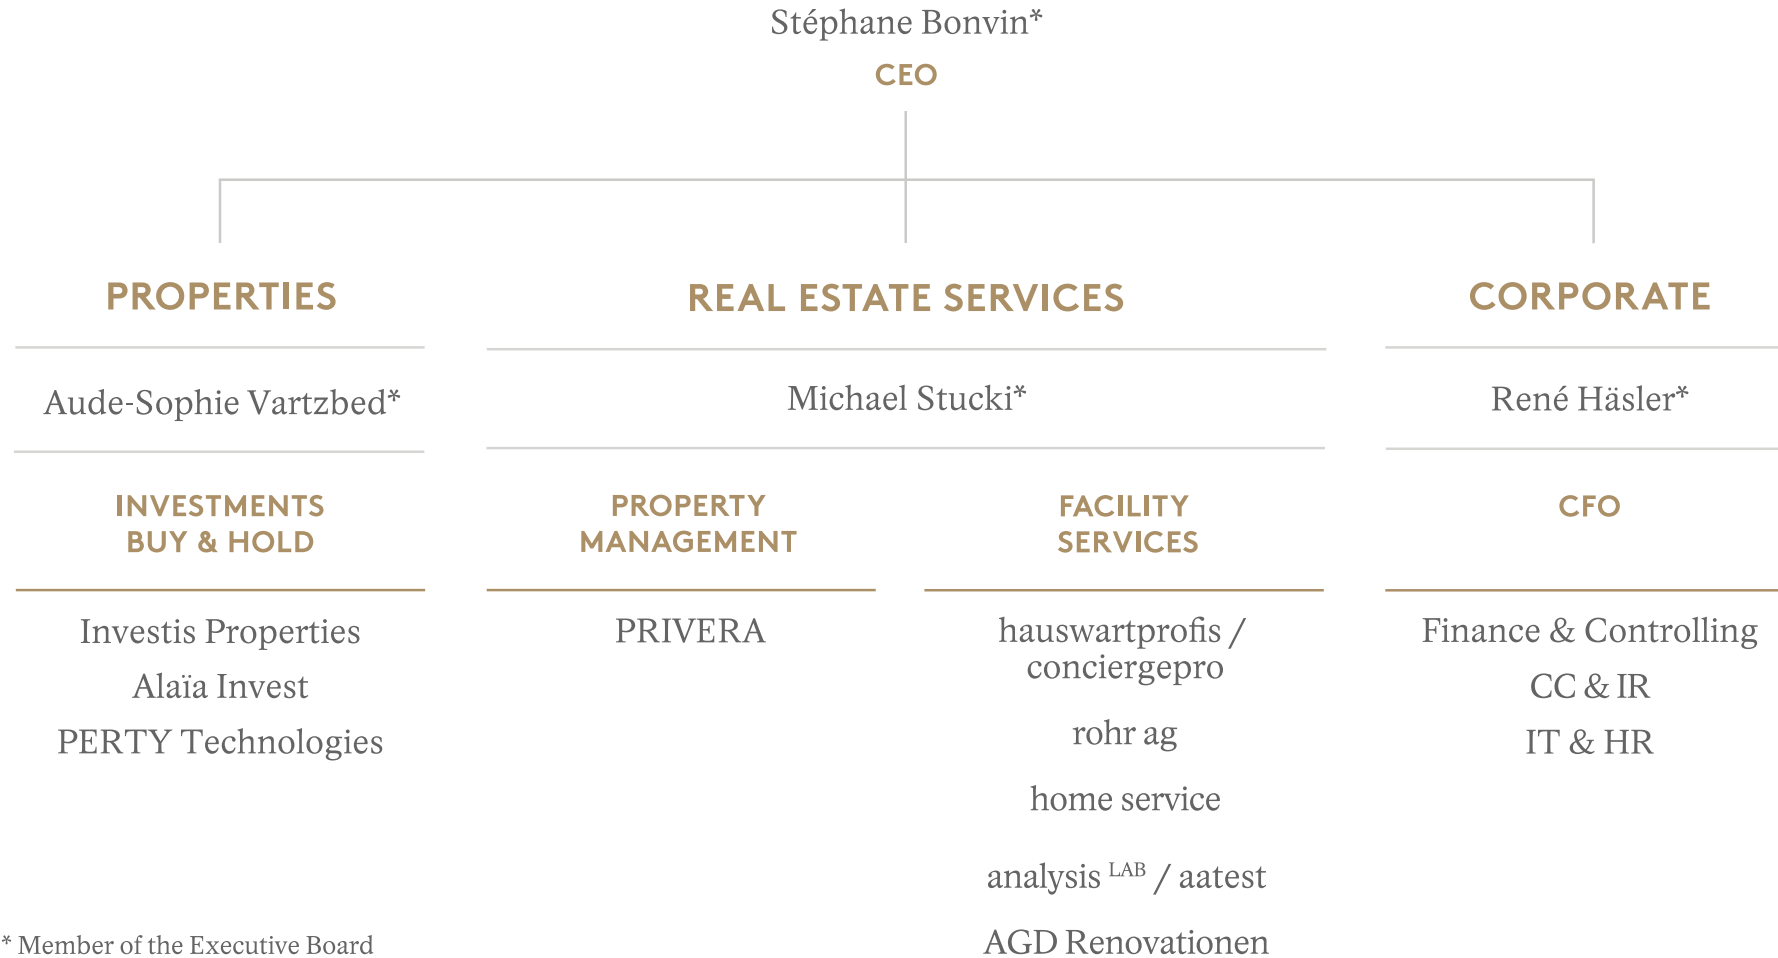 Stéphane Bonvin*
CEO
PROPERTIES
REAL ESTATE SERVICES
CORPORATE
Aude-Sophie Vartzbed*
Michael Stucki*
René Häsler*
INVESTMENTS
BUY & HOLD
PROPERTY
MANAGEMENT
FACILITY
SERVICES
CFO
Investis Properties
Alaïa Invest
PERTY Technologies
PRIVERA
hauswartprofis /
conciergepro
rohr ag
home service
analysis LAB / aatest
AGD Renovationen
Finance & Controlling
CC & IR
IT & HR
* Member of the Executive Board